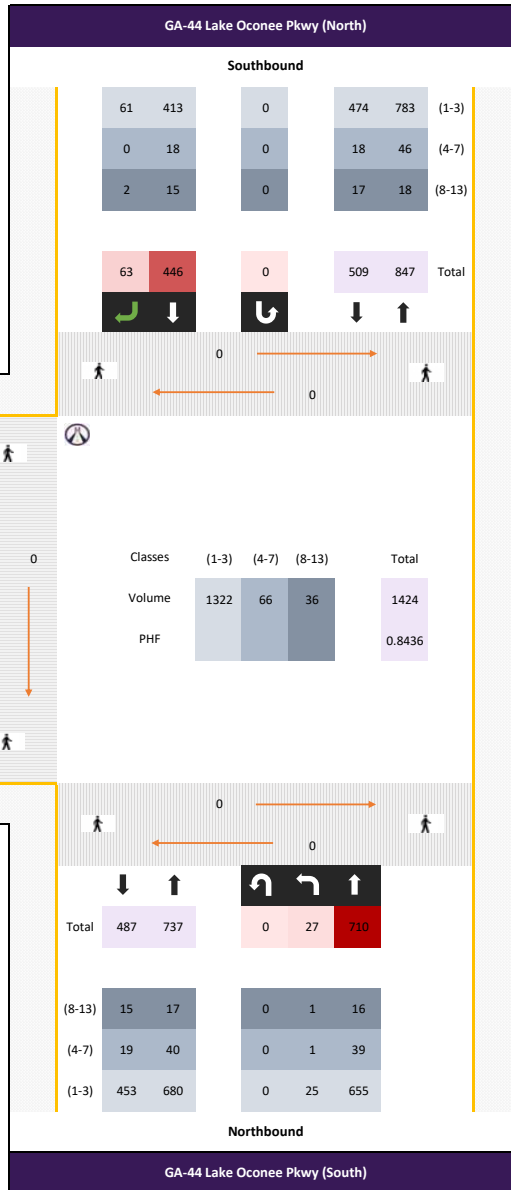 GA-44 Lake Oconee Pkwy (North)
Southbound
61 413 0 474 783 (1-3)
0 18 0 18 46 (4-7)
2 15 0 17 18 (8-13)
63 446 0 509 847 Total
0
0
0
Classes (1-3) (4-7) (8-13) Total
Volume 1322 66 36 1424
PHF 0.8436
0
0
Total 487 737 0 27 710
(8-13) 15 17 0 1 16
(4-7) 19 40 0 1 39
(1-3) 453 680 0 25 655
Northbound
GA-44 Lake Oconee Pkwy (South)